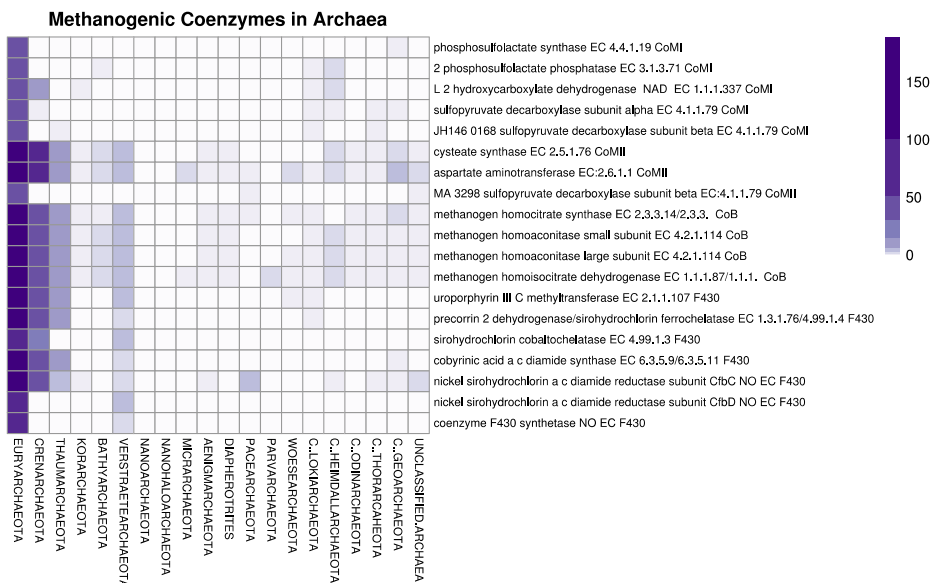 Methanogenic Coenzymes in Archaea
phosphosulfolactate synthase EC 4.4.1.19 CoMI
2 phosphosulfolactate phosphatase EC 3.1.3.71 CoMI
L 2 hydroxycarboxylate dehydrogenase NAD EC 1.1.1.337 CoMI
sulfopyruvate decarboxylase subunit alpha EC 4.1.1.79 CoMI
JH146 0168 sulfopyruvate decarboxylase subunit beta EC 4.1.1.79 CoMI
cysteate synthase EC 2.5.1.76 CoMII
aspartate aminotransferase EC:2.6.1.1 CoMII
MA 3298 sulfopyruvate decarboxylase subunit beta EC:4.1.1.79 CoMII
methanogen homocitrate synthase EC 2.3.3.14/2.3.3. CoB
methanogen homoaconitase small subunit EC 4.2.1.114 CoB
methanogen homoaconitase large subunit EC 4.2.1.114 CoB
methanogen homoisocitrate dehydrogenase EC 1.1.1.87/1.1.1. CoB
uroporphyrin III C methyltransferase EC 2.1.1.107 F430
precorrin 2 dehydrogenase/sirohydrochlorin ferrochelatase EC 1.3.1.76/4.99.1.4 F430
sirohydrochlorin cobaltochelatase EC 4.99.1.3 F430
cobyrinic acid a c diamide synthase EC 6.3.5.9/6.3.5.11 F430
nickel sirohydrochlorin a c diamide reductase subunit CfbC NO EC F430
nickel sirohydrochlorin a c diamide reductase subunit CfbD NO EC F430
coenzyme F430 synthetase NO EC F430
150
100
50
0
EURYARCHAEOTA
CRENARCHAEOTA
THAUMARCHAEOTA
KORARCHAEOTA
BATHYARCHAEOTA
VERSTRAETEARCHAEOTA
NANOARCHAEOTA
NANOHALOARCHAEOTA
MICRARCHAEOTA
AENIGMARCHAEOTA
DIAPHEROTRITES
PACEARCHAEOTA
PARVARCHAEOTA
WOESEARCHAEOTA
C..LOKIARCHAEOTA
C..HEIMDALLARCHAEOTA
C..ODINARCHAEOTA
C..THORARCAHEOTA
C..GEOARCHAEOTA
UNCLASSIFIED.ARCHAEA